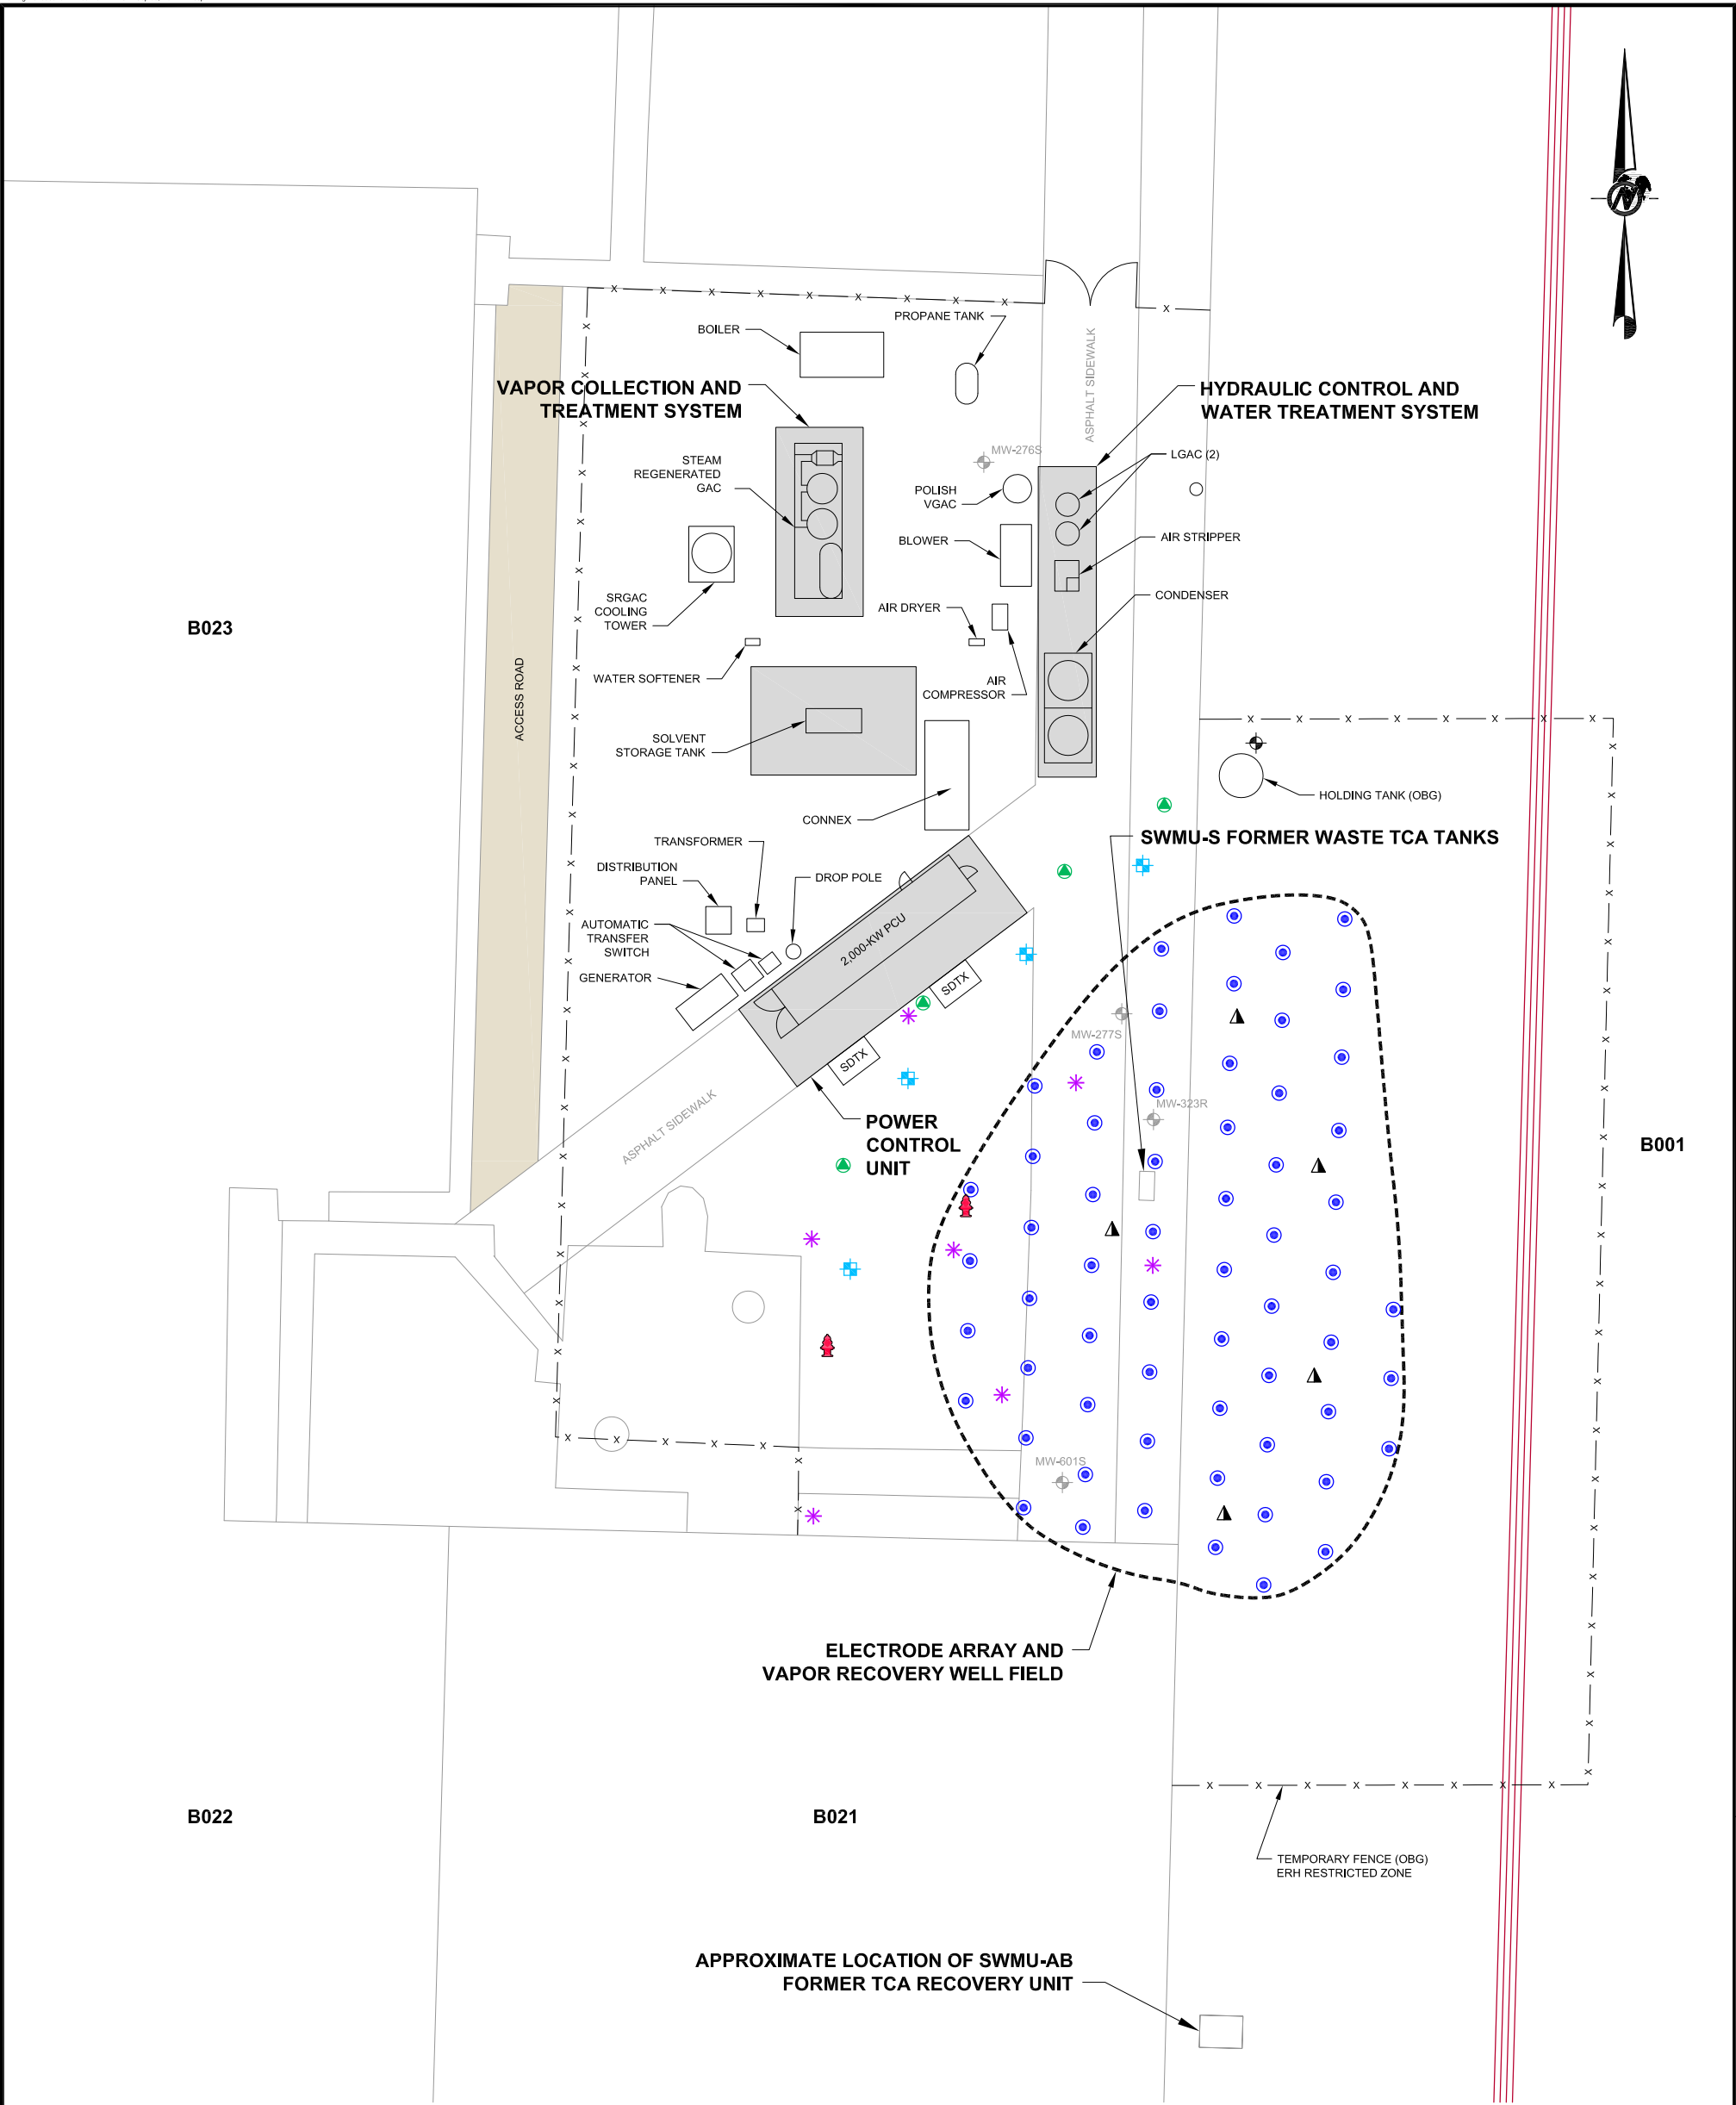 BOILER
PROPANE TANK
ASPHALT SIDEWALK
VAPOR COLLECTION AND
TREATMENT SYSTEM
HYDRAULIC CONTROL AND
WATER TREATMENT SYSTEM
STEAM
REGENERATED
GAC
MW-276S
LGAC (2)
POLISH
VGAC
BLOWER
AIR STRIPPER
SRGAC
COOLING
TOWER
AIR DRYER
CONDENSER
B023
ACCESS ROAD
WATER SOFTENER
AIR
COMPRESSOR
SOLVENT
STORAGE TANK
HOLDING TANK (OBG)
CONNEX
SWMU-S FORMER WASTE TCA TANKS
TRANSFORMER
DISTRIBUTION
PANEL
DROP POLE
AUTOMATIC
TRANSFER
SWITCH
GENERATOR
2,000-KW PCU
SDTX
SDTX
MW-277S
MW-323R
ASPHALT SIDEWALK
POWER
CONTROL
UNIT
B001
MW-601S
ELECTRODE ARRAY AND
VAPOR RECOVERY WELL FIELD
B022
B021
TEMPORARY FENCE (OBG)
ERH RESTRICTED ZONE
APPROXIMATE LOCATION OF SWMU-AB
FORMER TCA RECOVERY UNIT